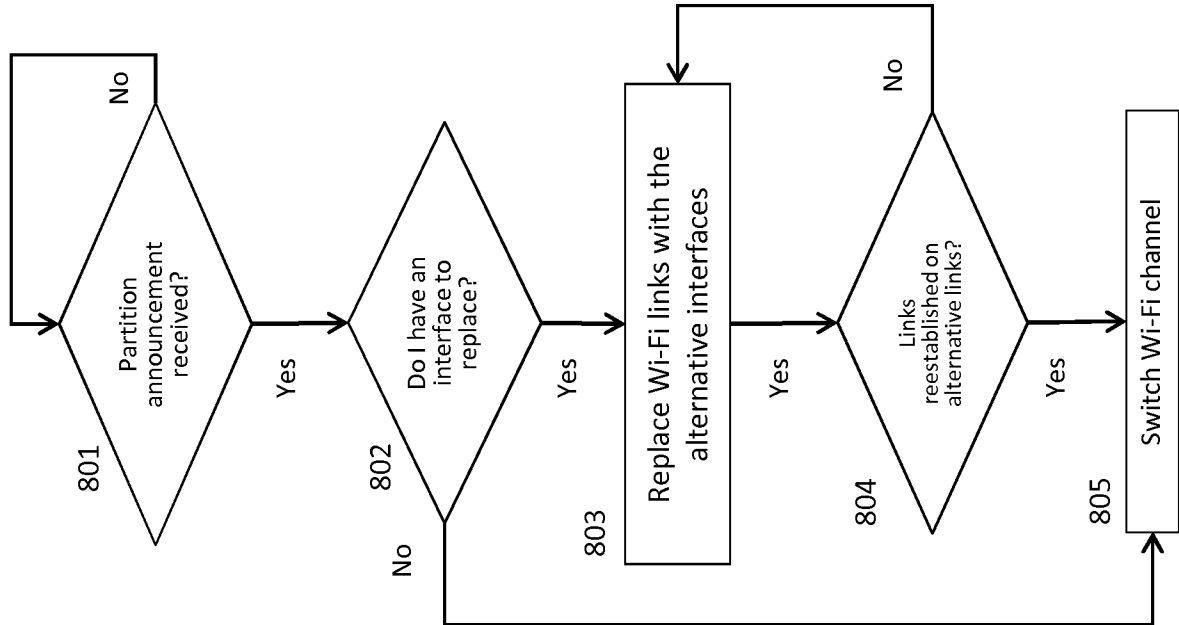 801
Partition
announcement
received?
No
Yes
802
Do I have an
interface to
replace?
No
Yes
803
Replace Wi-Fi links with the
alternative interfaces
Yes
804
Links
reestablished on
alternative links?
No
Yes
805
Switch Wi-Fi channel